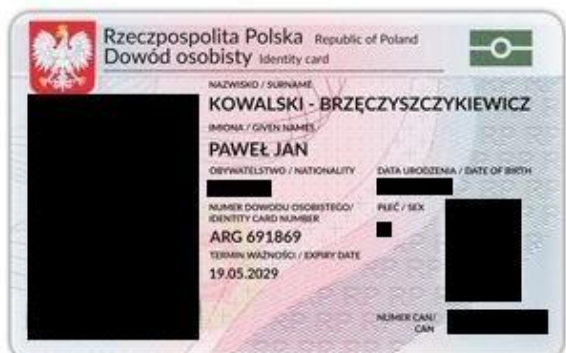 Rzeczpospolita Polska Republic of Poland
Dowód osobisty Identity card
NAZWISKO / SURNAME
KOWALSKI - BRZĘCZYSZCZYKIEWICZ
IMIONA / GIVEN NAMES
PAWEŁ JAN
OBYWATELSTWO / NATIONALITY DATA URODZENIA / DATE OF BIRTH
NUMER DOWODU OSOBISTEGO/ PŁEĆ / SEX
IDENTITY CARD NUMBER
ARG 691869
TERMIN WAŻNOŚCI / EXPIRY DATE
19.05.2029
NUMER CAN/
CAN